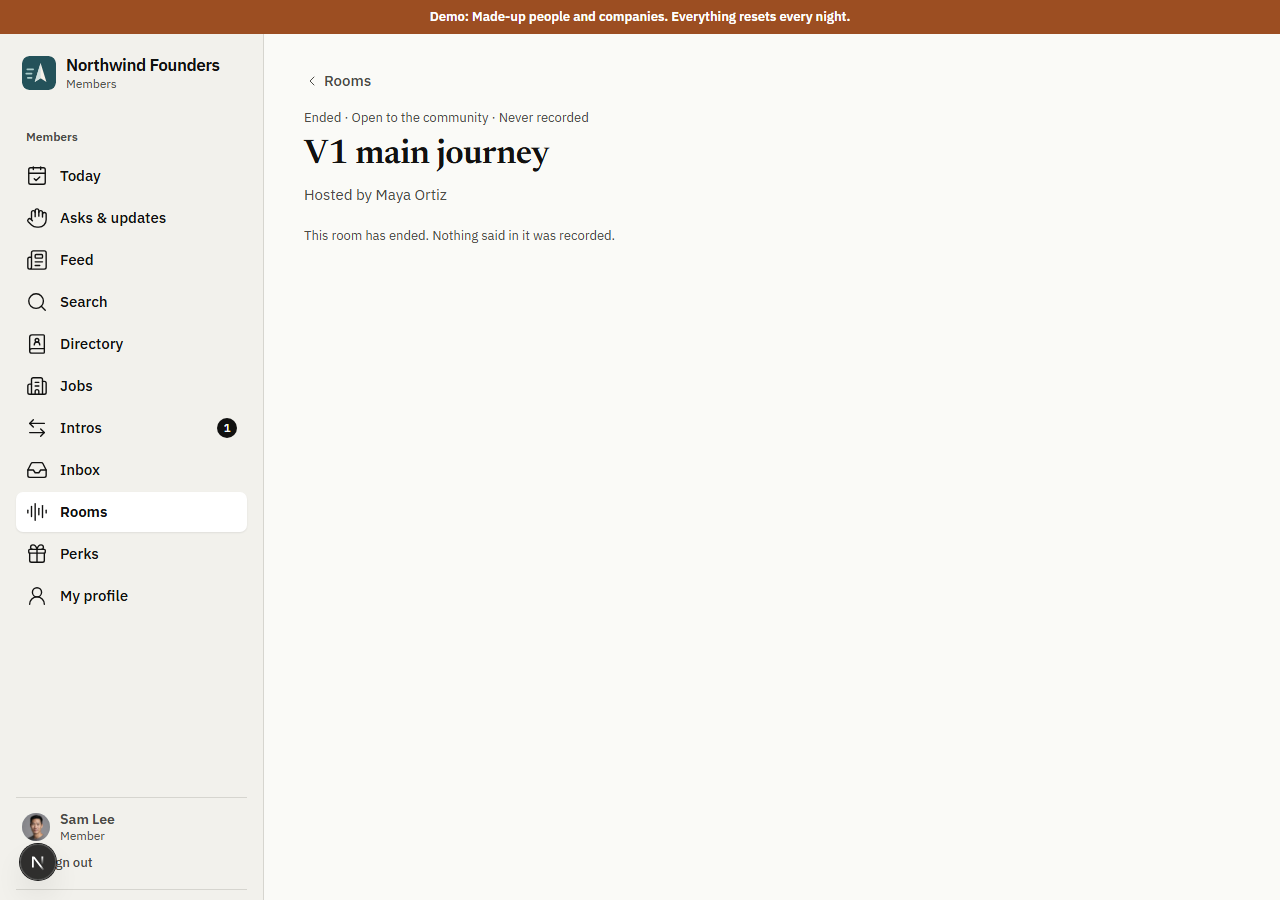 Demo: Made-up people and companies. Everything resets every night.
Northwind Founders
Members
Members
Today
Asks & updates
Feed
Search
Directory
Jobs
Intros
1
Inbox
Rooms
Perks
My profile
Sam Lee
Member
N
gn out
Rooms
Ended · Open to the community · Never recorded
V1 main journey
Hosted by Maya Ortiz
This room has ended. Nothing said in it was recorded.